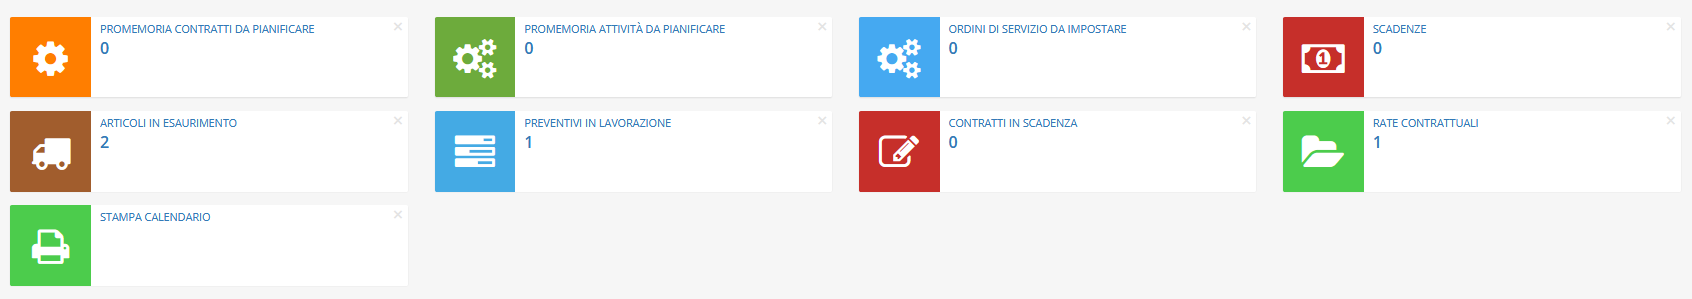 PROMEMORIA CONTRATTI DA PIANIFICARE
0
PROMEMORIA ATTIVITÀ DA PIANIFICARE
0
ORDINI DI SERVIZIO DA IMPOSTARE
0
SCADENZE
0
ARTICOLI IN ESAURIMENTO
2
PREVENTIVI IN LAVORAZIONE
1
CONTRATTI IN SCADENZA
0
RATE CONTRATTUALI
1
STAMPA CALENDARIO